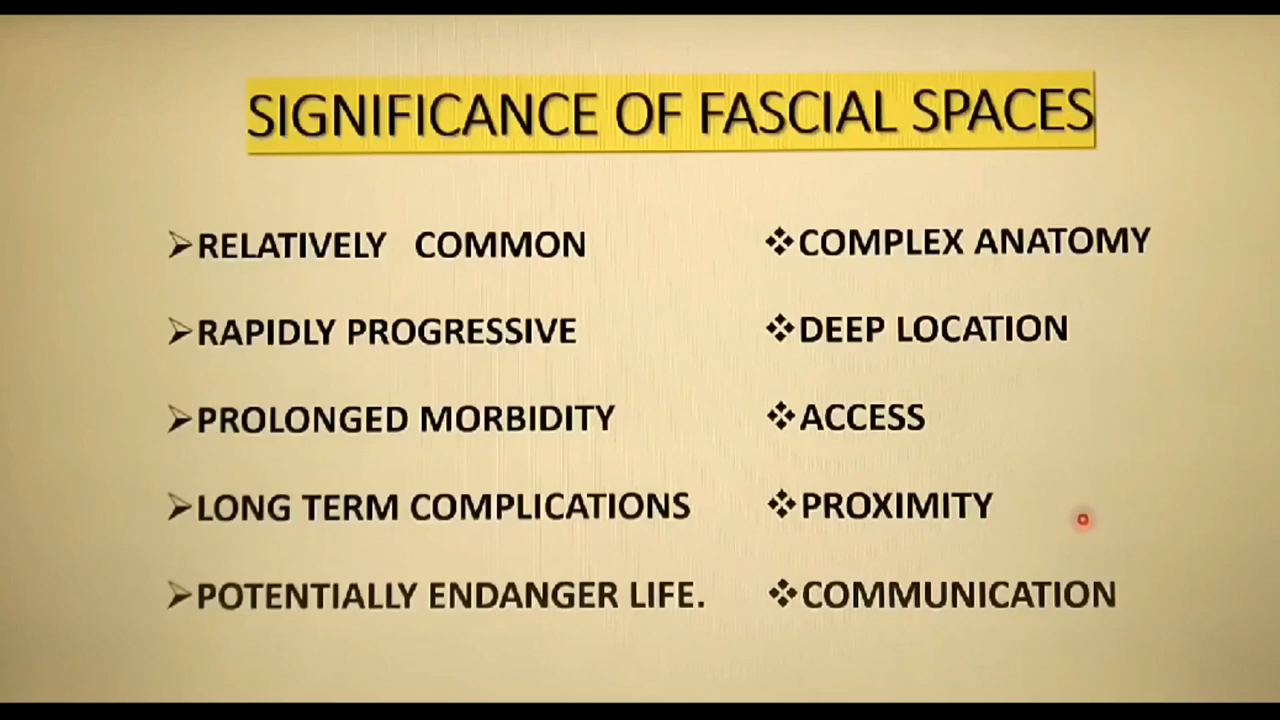 SIGNIFICANCE OF FASCIAL SPACES
RELATIVELY COMMON
RAPIDLY PROGRESSIVE
PROLONGED MORBIDITY
LONG TERM COMPLICATIONS
POTENTIALLY ENDANGER LIFE.
COMPLEX ANATOMY
DEEP LOCATION
ACCESS
PROXIMITY
COMMUNICATION